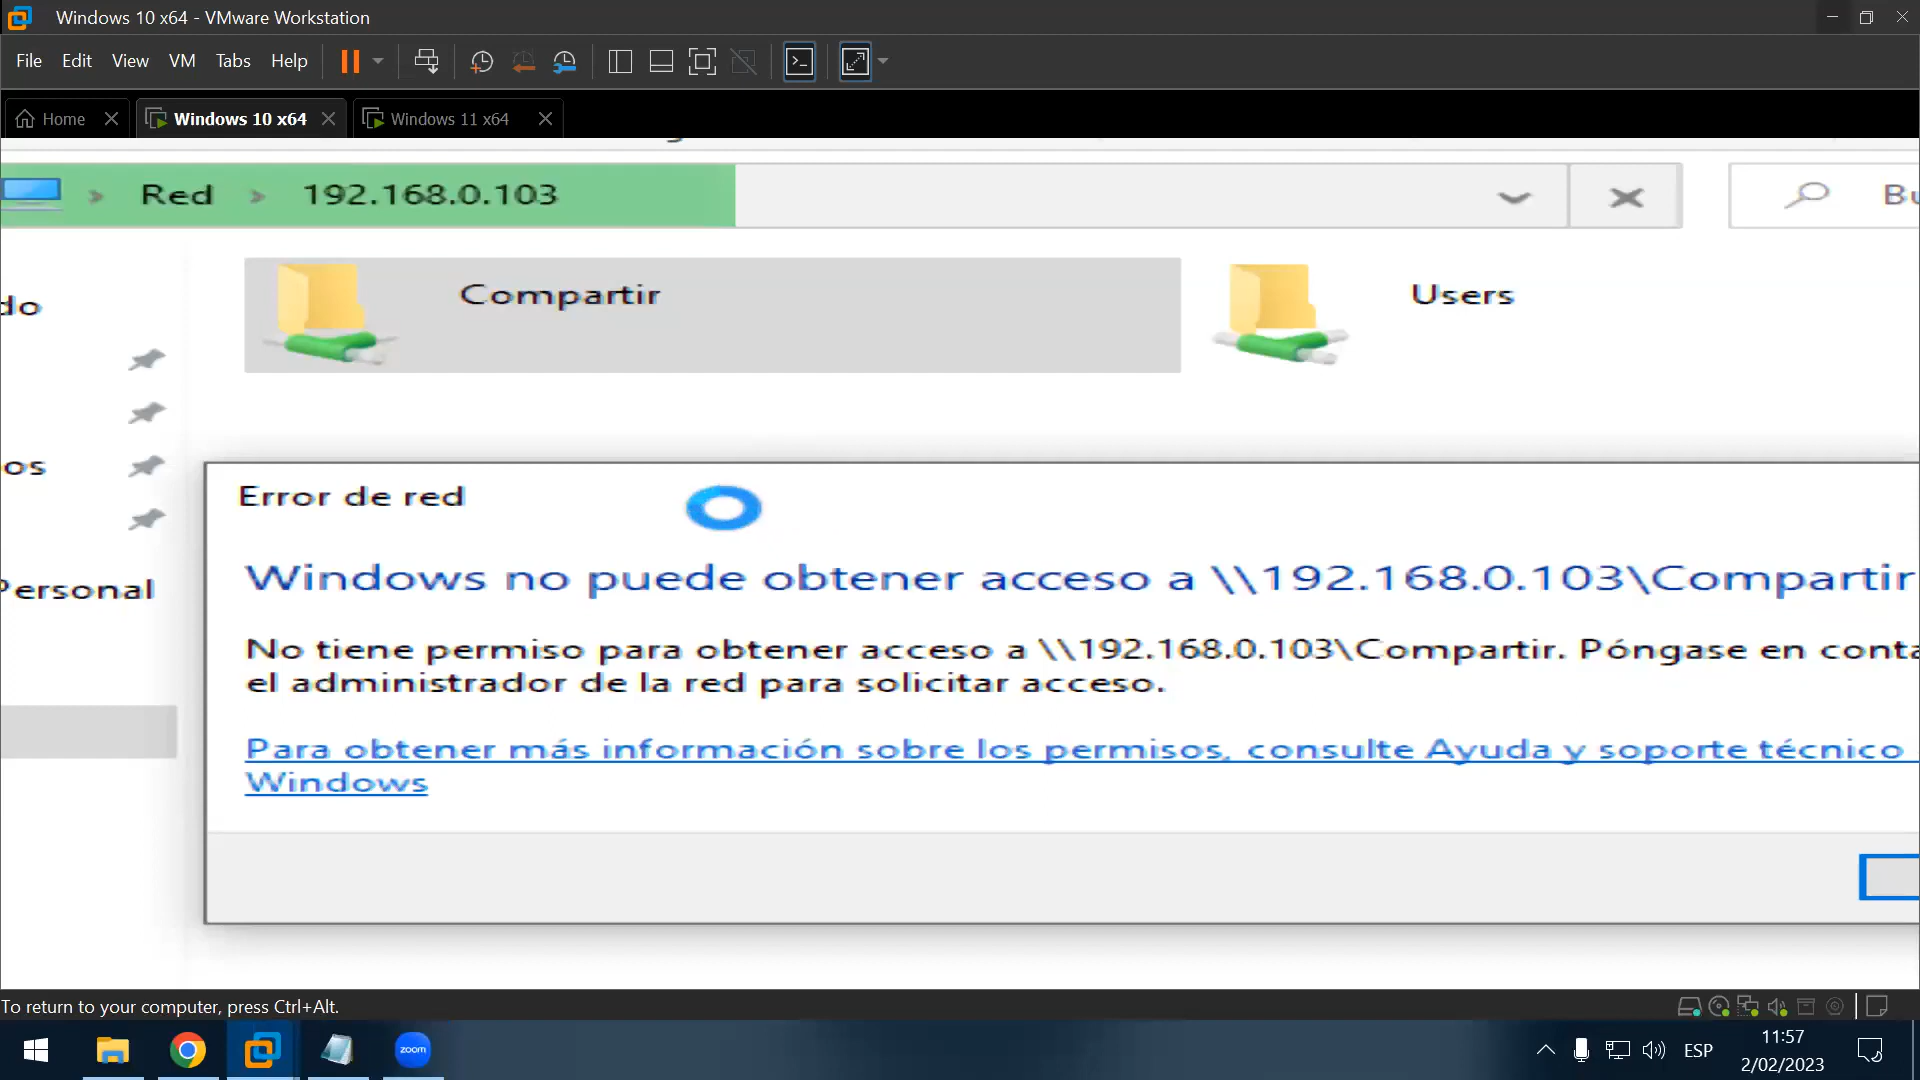 Windows 10 x64 - VMware Workstation
File Edit View VM Tabs Help
Home Windows 10 x64 Windows 11 x64
Red 192.168.0.103
Compartir Users
Error de red
Windows no puede obtener acceso a \\192.168.0.103\Compartir
No tiene permiso para obtener acceso a \\192.168.0.103\Compartir. Póngase en conta
el administrador de la red para solicitar acceso.
Personal
Para obtener más información sobre los permisos, consulte Ayuda y soporte técnico
Windows
To return to your computer, press Ctrl+Alt.
zoom
ESP
11:57
2/02/2023